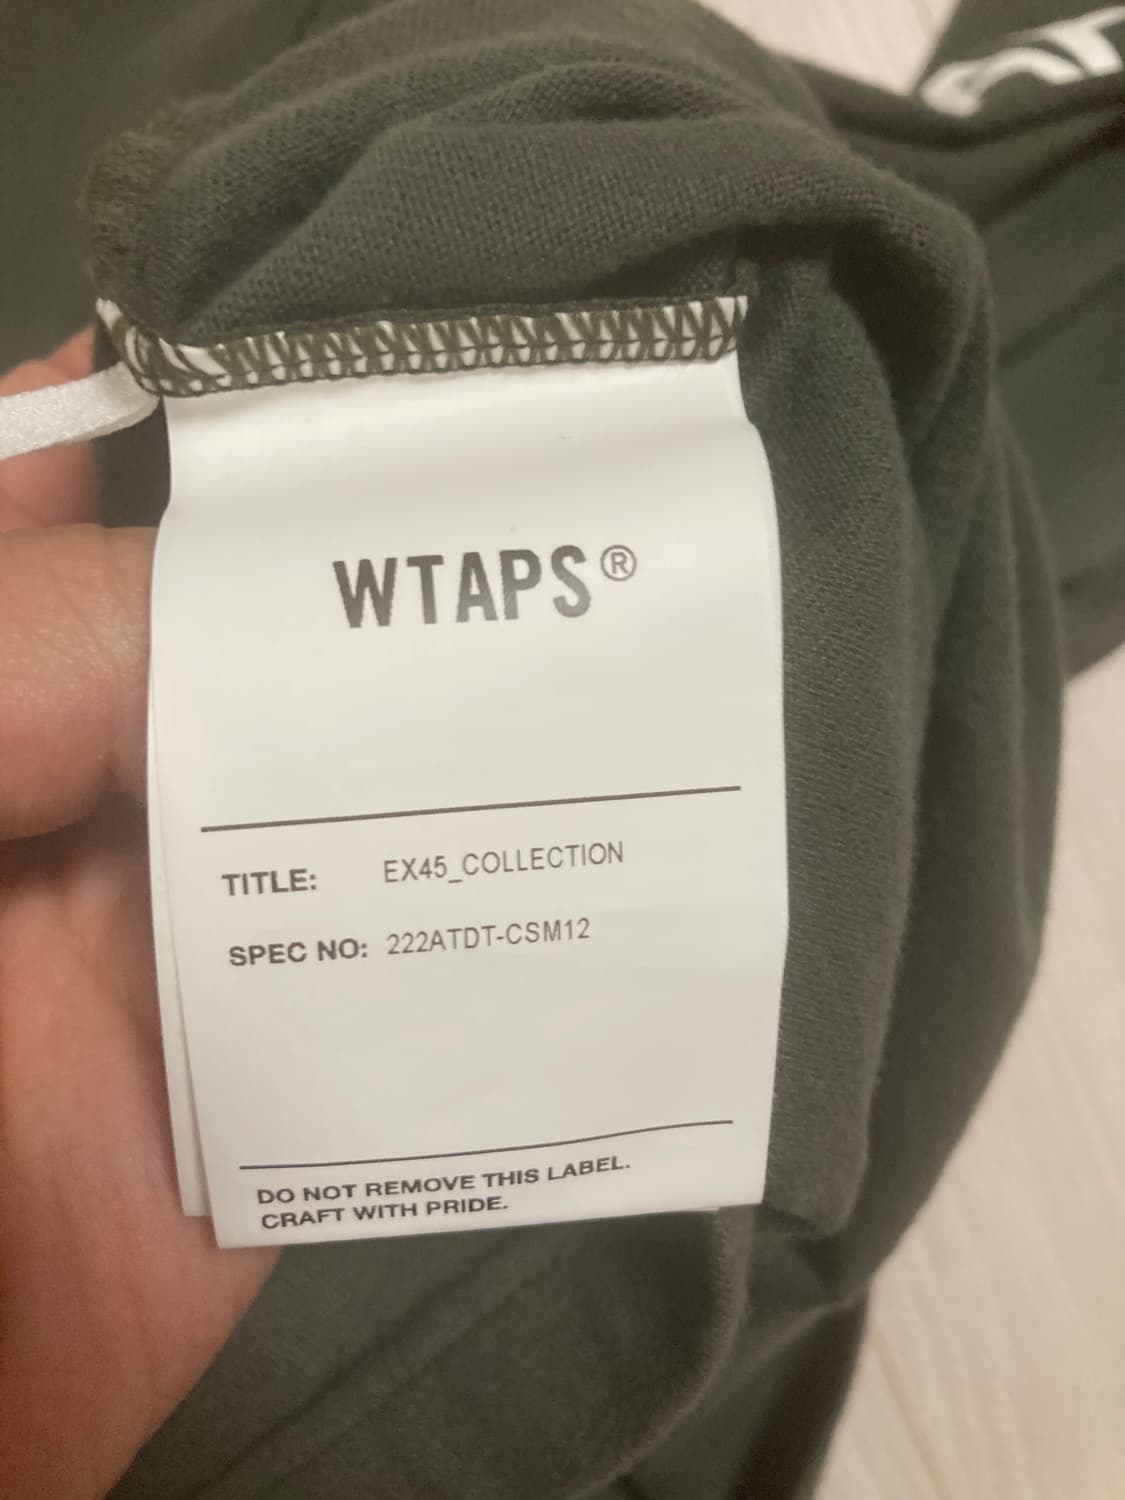 WTAPS®
TITLE: EX45_COLLECTION
SPEC NO: 222ATDT-CSM12
DO NOT REMOVE THIS LABEL.
CRAFT WITH PRIDE.